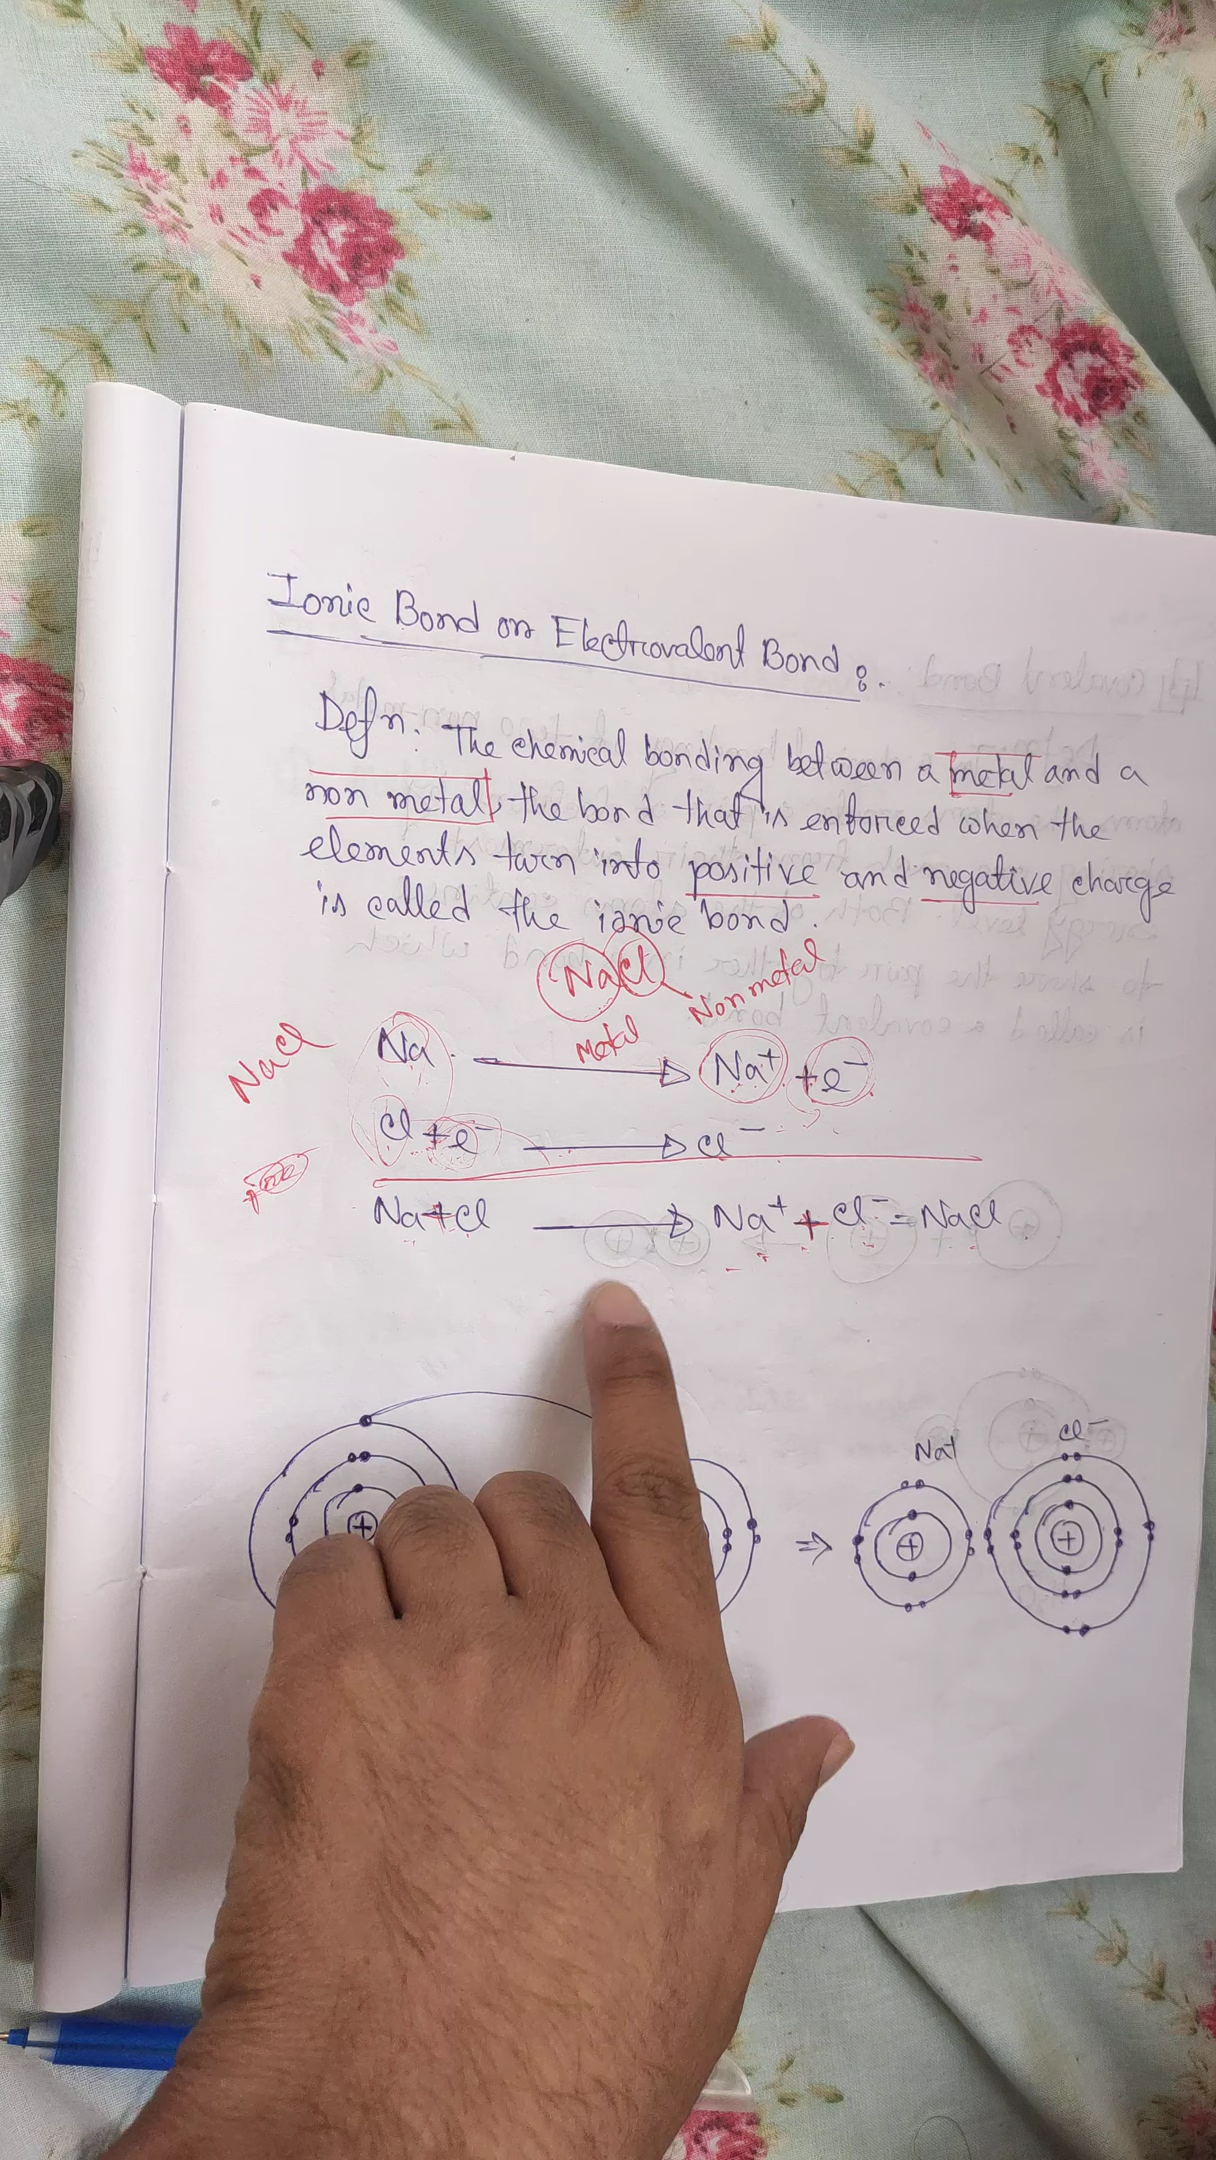 Ionic Bond or Electrovalent Bond :.
Defn: The chemical bonding between a metal and a
non metal, the bond that is enforced when the
elements turn into positive and negative charge
is called the ionic bond.
NaCl
Metal
Nonmetal
NaCl
Na → Na⁺ + e⁻
Cl + e⁻ → Cl⁻
Na + Cl → Na⁺ + Cl⁻ = NaCl
+ ⇒ Na⁺ + Cl⁻ +